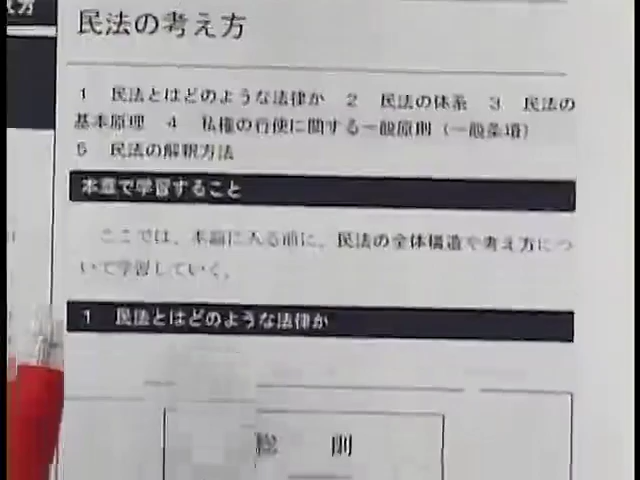 民法の考え方
1 民法とはどのような法律か 2 民法の体系 3 民法の
基本原理 4 私権の行使に関する一般原則（一般条項）
5 民法の解釈方法
本章で学習すること
ここでは、本論に入る前に、民法の全体構造や考え方につ
いて学習していく。
1 民法とはどのような法律か
総 則